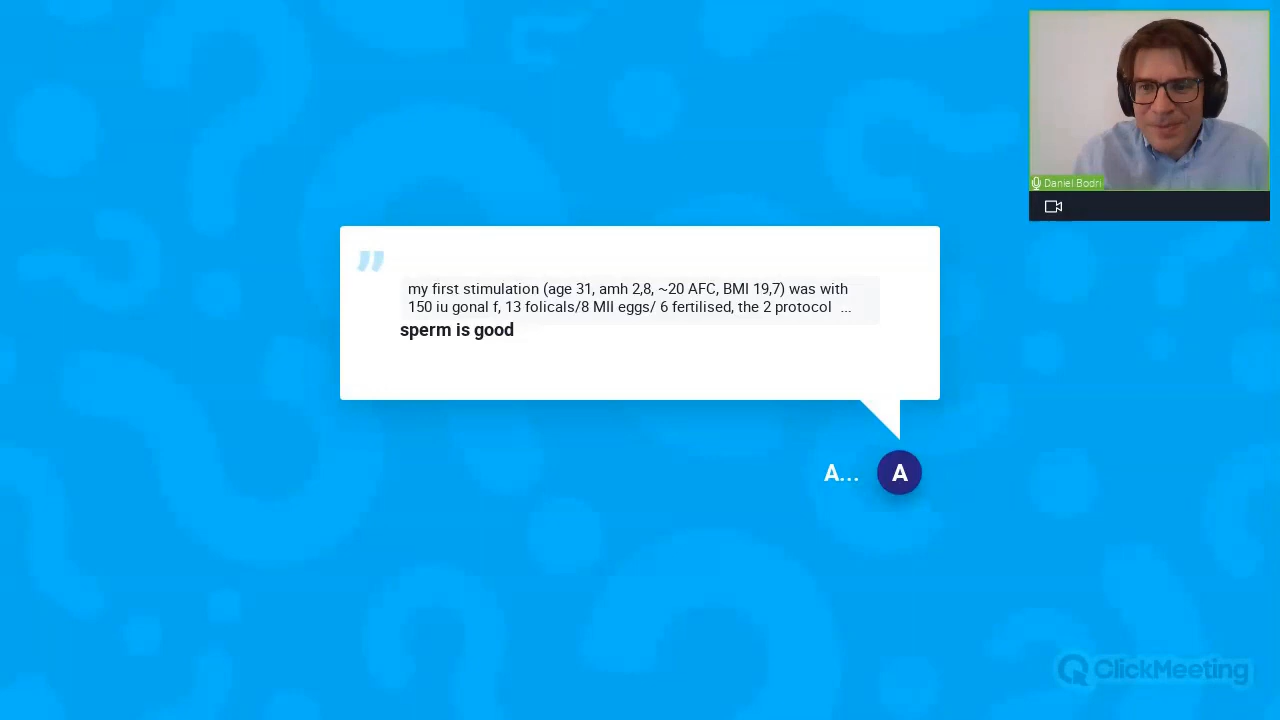 Daniel Bodri
my first stimulation (age 31, amh 2,8, ~20 AFC, BMI 19,7) was with
150 iu gonal f, 13 folicals/8 MII eggs/ 6 fertilised, the 2 protocol ...
sperm is good
A... A
ClickMeeting